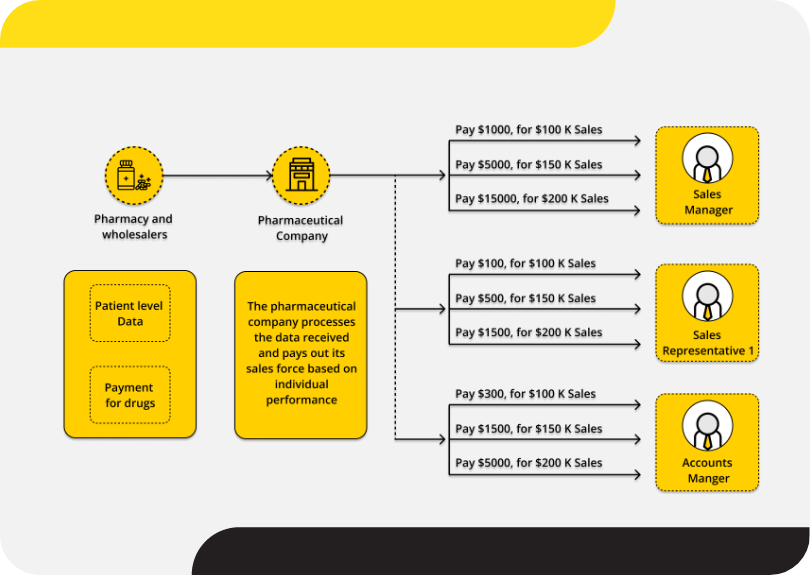 Pharmacy and
wholesalers
Pharmaceutical
Company
Patient level
Data
Payment
for drugs
The pharmaceutical
company processes
the data received
and pays out its
sales force based on
individual
performance
Pay $1000, for $100 K Sales
Pay $5000, for $150 K Sales
Pay $15000, for $200 K Sales
Sales
Manager
Pay $100, for $100 K Sales
Pay $500, for $150 K Sales
Pay $1500, for $200 K Sales
Sales
Representative 1
Pay $300, for $100 K Sales
Pay $1500, for $150 K Sales
Pay $5000, for $200 K Sales
Accounts
Manger